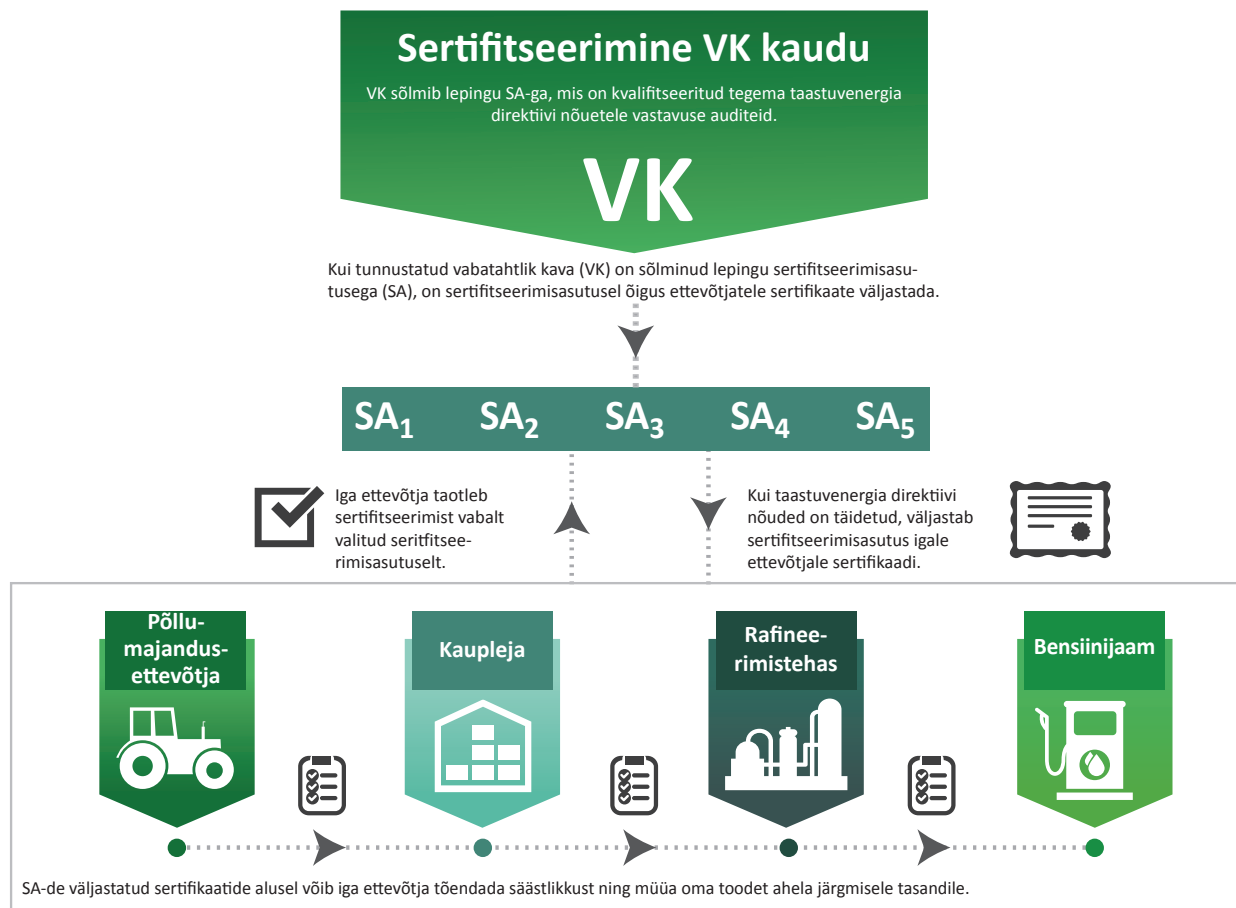 Sertifitseerimine VK kaudu
VK sõlmib lepingu SA-ga, mis on kvalifitseeritud tegema taastuvenergia
direktiivi nõuetele vastavuse auditeid.
VK
Kui tunnustatud vabatahtlik kava (VK) on sõlminud lepingu sertifitseerimisasu-
tusega (SA), on sertifitseerimisasutusel õigus ettevõtjatele sertifikaate väljastada.
SA1 SA2 SA3 SA4 SA5
Iga ettevõtja taotleb
sertifitseerimist vabalt
valitud seritfitsee-
rimisasutuselt.
Kui taastuvenergia direktiivi
nõuded on täidetud, väljastab
sertifitseerimisasutus igale
ettevõtjale sertifikaadi.
Põllu-
majandus-
ettevõtja
Kaupleja
Rafinee-
rimistehas
Bensiinijaam
SA-de väljastatud sertifikaatide alusel võib iga ettevõtja tõendada säästlikkust ning müüa oma toodet ahela järgmisele tasandile.